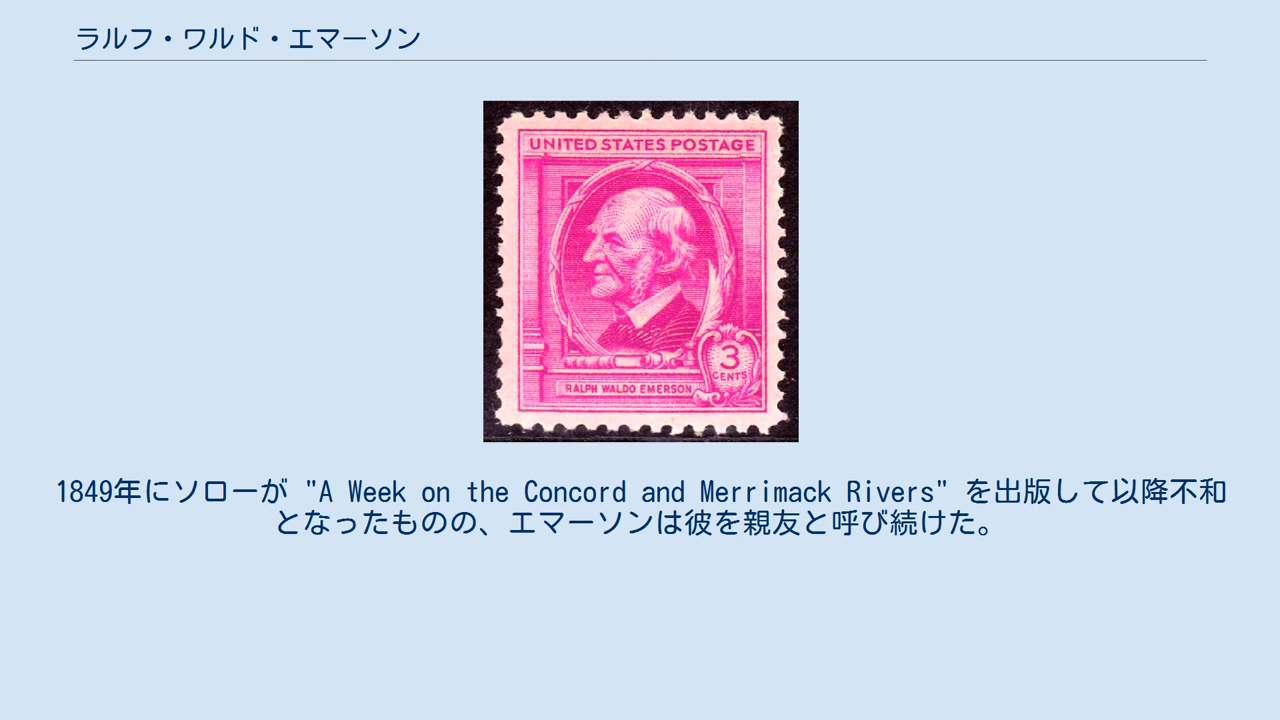 ラルフ・ワルド・エマーソン
UNITED STATES POSTAGE
3
CENTS
RALPH WALDO EMERSON
1849年にソローが "A Week on the Concord and Merrimack Rivers" を出版して以降不和
となったものの、エマーソンは彼を親友と呼び続けた。